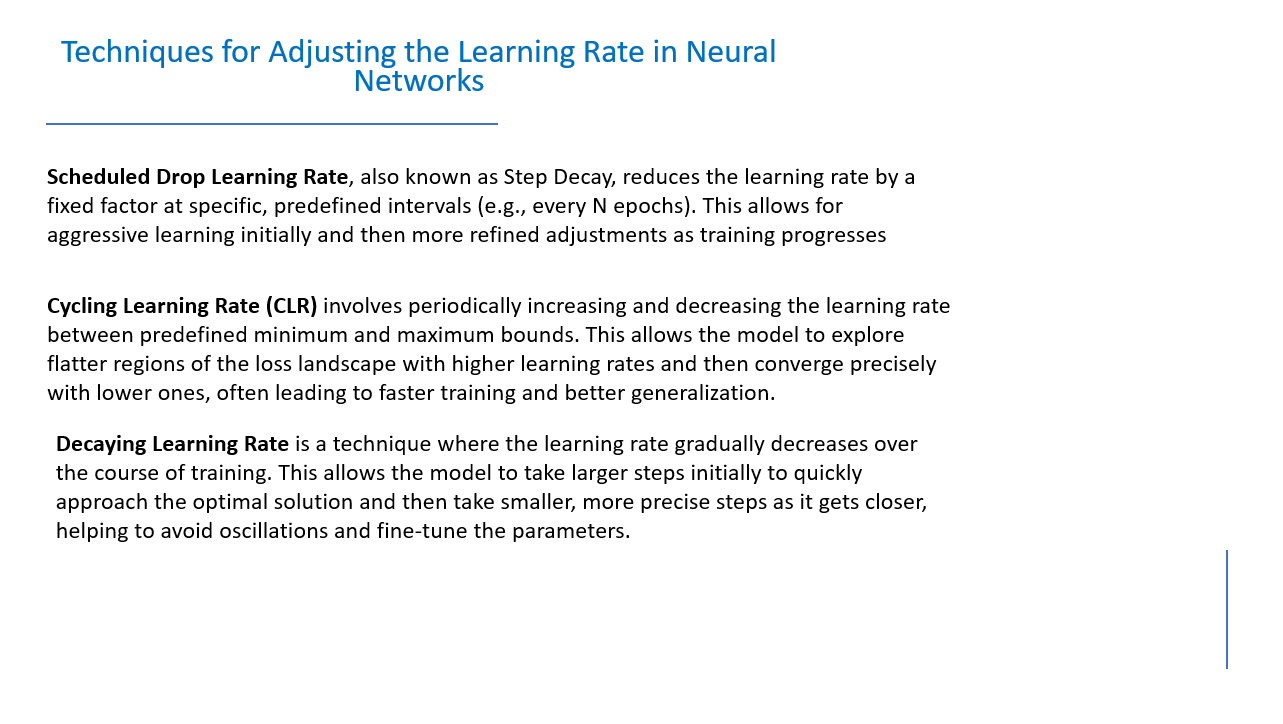 Techniques for Adjusting the Learning Rate in Neural
Networks
Scheduled Drop Learning Rate, also known as Step Decay, reduces the learning rate by a
fixed factor at specific, predefined intervals (e.g., every N epochs). This allows for
aggressive learning initially and then more refined adjustments as training progresses
Cycling Learning Rate (CLR) involves periodically increasing and decreasing the learning rate
between predefined minimum and maximum bounds. This allows the model to explore
flatter regions of the loss landscape with higher learning rates and then converge precisely
with lower ones, often leading to faster training and better generalization.
Decaying Learning Rate is a technique where the learning rate gradually decreases over
the course of training. This allows the model to take larger steps initially to quickly
approach the optimal solution and then take smaller, more precise steps as it gets closer,
helping to avoid oscillations and fine-tune the parameters.